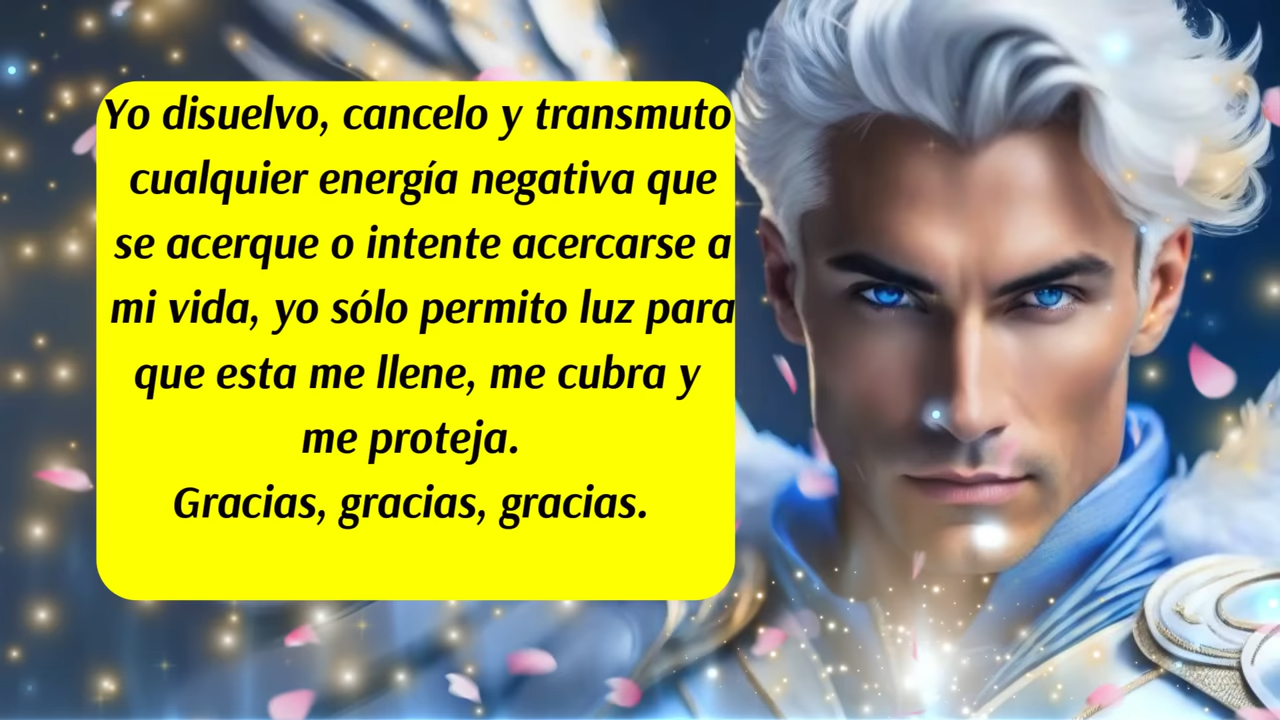 Yo disuelvo, cancelo y transmuto
cualquier energía negativa que
se acerque o intente acercarse a
mi vida, yo sólo permito luz para
que esta me llene, me cubra y
me proteja.
Gracias, gracias, gracias.